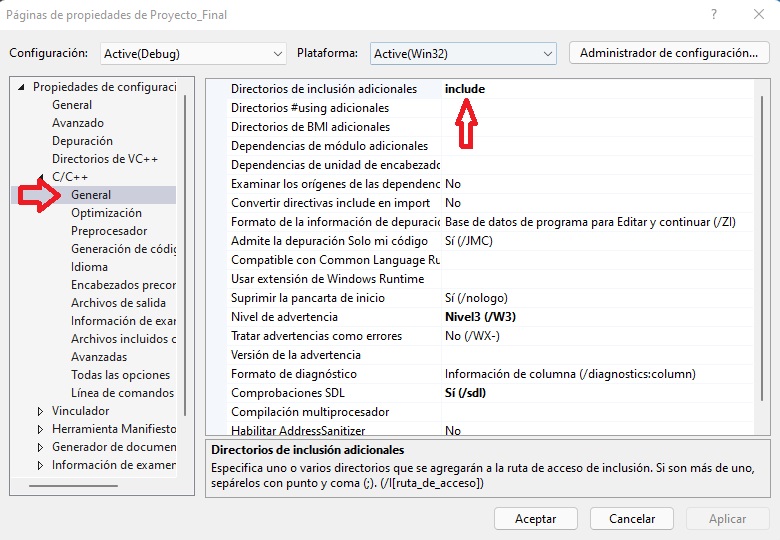 Páginas de propiedades de Proyecto_Final
Configuración: Active(Debug) Plataforma: Active(Win32) Administrador de configuración...
Propiedades de configuraci
General
Avanzado
Depuración
Directorios de VC++
C/C++
General
Optimización
Preprocesador
Generación de códig
Idioma
Encabezados precor
Archivos de salida
Información de exar
Archivos incluidos c
Avanzadas
Todas las opciones
Línea de comandos
Vinculador
Herramienta Manifiesto
Generador de documen
Información de examen
Directorios de inclusión adicionales include
Directorios #using adicionales
Directorios de BMI adicionales
Dependencias de módulo adicionales
Dependencias de unidad de encabezado
Examinar los orígenes de las dependenc No
Convertir directivas include en import No
Formato de la información de depuració Base de datos de programa para Editar y continuar (/ZI)
Admite la depuración Solo mi código Sí (/JMC)
Compatible con Common Language Ru
Usar extensión de Windows Runtime
Suprimir la pancarta de inicio Sí (/nologo)
Nivel de advertencia Nivel3 (/W3)
Tratar advertencias como errores No (/WX-)
Versión de la advertencia
Formato de diagnóstico Información de columna (/diagnostics:column)
Comprobaciones SDL Sí (/sdl)
Compilación multiprocesador
Habilitar AddressSanitizer No
Directorios de inclusión adicionales
Especifica uno o varios directorios que se agregarán a la ruta de acceso de inclusión. Si son más de uno,
sepárelos con punto y coma (;). (/I[ruta_de_acceso])
Aceptar Cancelar Aplicar